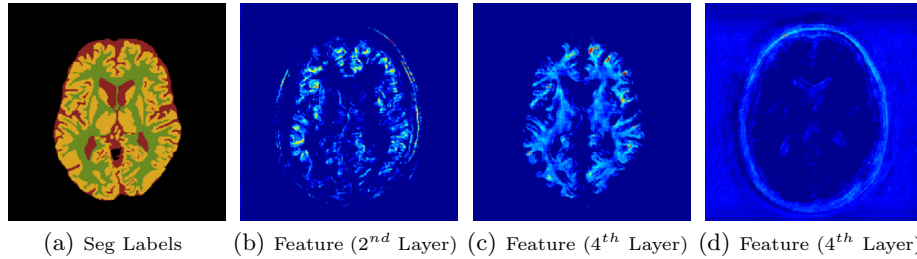 (a) Seg Labels (b) Feature (2nd Layer) (c) Feature (4th Layer) (d) Feature (4th Layer)